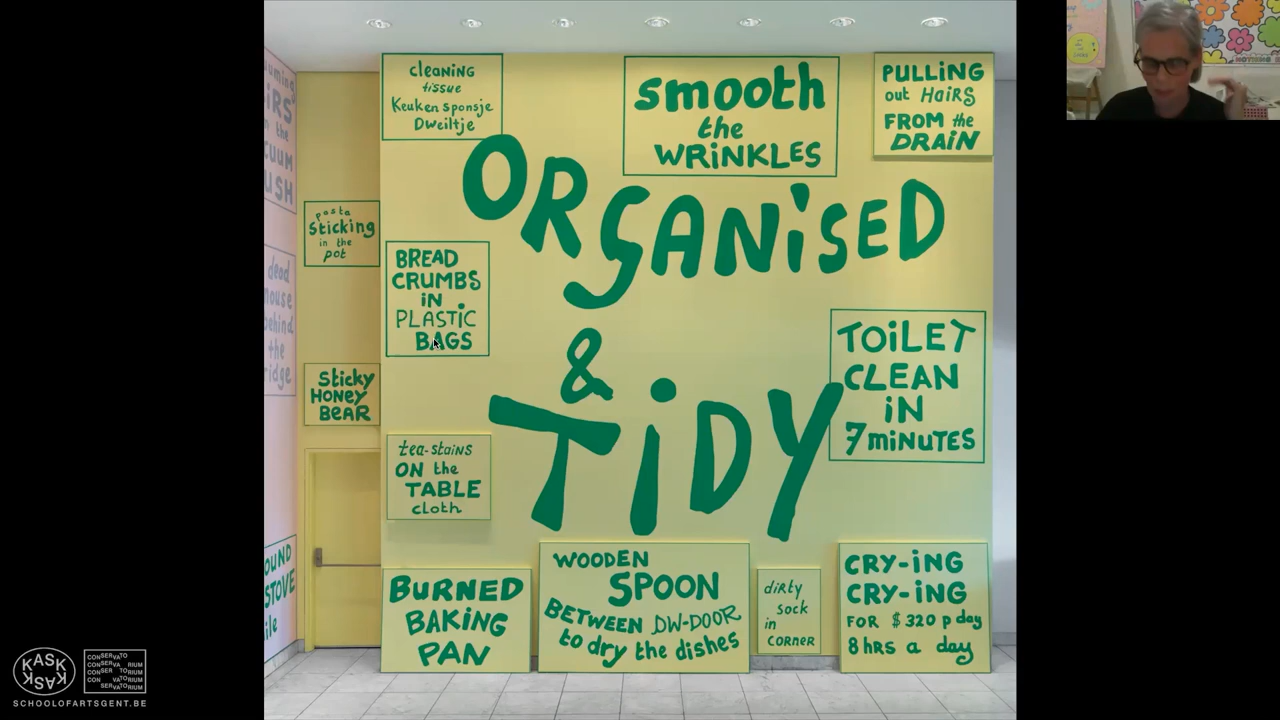 cleaning
tissue
Keuken sponsje
Dweiltje
smooth
the
WRiNKLES
PULLiNG
out HaiRS
FROM the
DRAiN
ORGANiSED
&
TiDY
pasta
Sticking
in the
pot
BREAD
CRUMBS
iN
PLASTiC
BAGS
Sticky
HONEY
BEAR
TOiLET
CLEAN
iN
7 miNUTES
tea-stains
ON the
TABLE
cloth
BURNED
BAKiNG
PAN
WOODEN
SPOON
BETWEEN DW-DOOR
to dry the dishes
dirty
sock
in
CORNER
CRY-iNG
CRY-iNG
FOR $320 p day
8 hRS a day
dead
the
KASK
KASK
CONSERVATORIUM
SCHOOLOFARTSGENT.BE